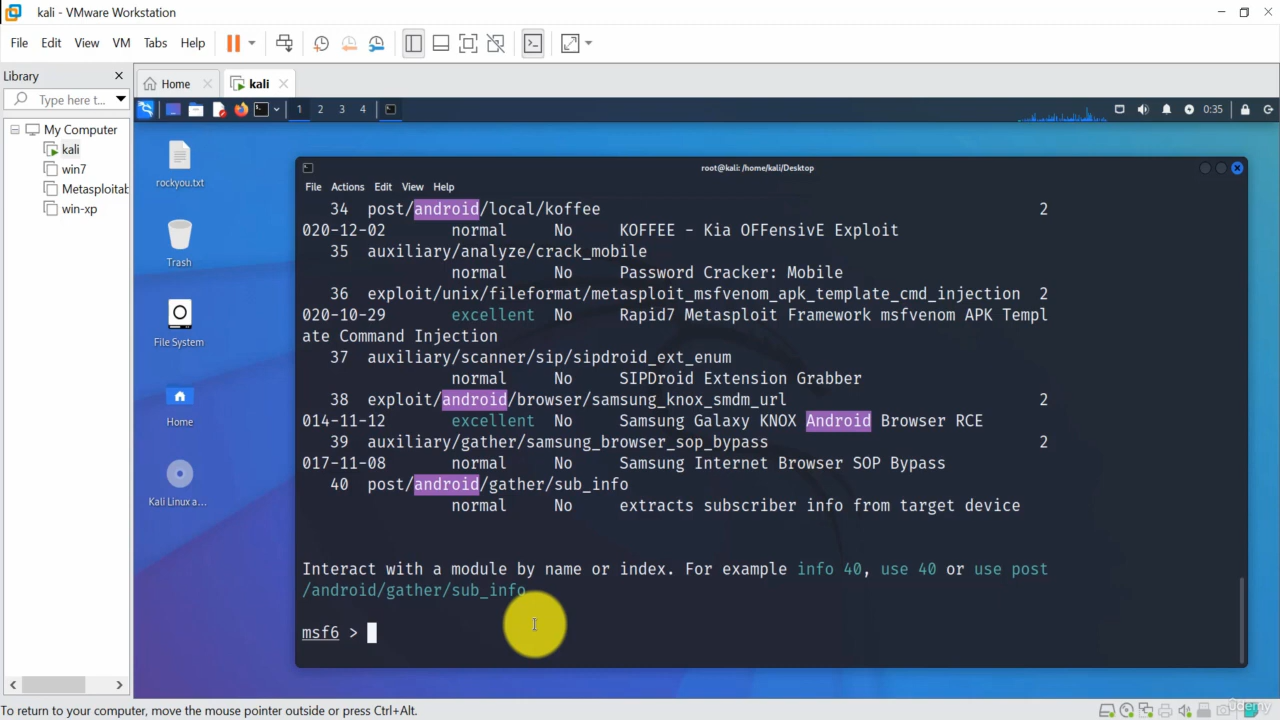 kali - VMware Workstation
File Edit View VM Tabs Help
Library
Home
kali
Type here t...
1 2 3 4
0:35
My Computer
kali
win7
Metasploitab
win-xp
rockyou.txt
Trash
File System
Home
Kali Linux a...
root@kali: /home/kali/Desktop
File Actions Edit View Help
34 post/android/local/koffee 2
020-12-02 normal No KOFFEE - Kia OFFensivE Exploit
35 auxiliary/analyze/crack_mobile
normal No Password Cracker: Mobile
36 exploit/unix/fileformat/metasploit_msfvenom_apk_template_cmd_injection 2
020-10-29 excellent No Rapid7 Metasploit Framework msfvenom APK Templ
ate Command Injection
37 auxiliary/scanner/sip/sipdroid_ext_enum
normal No SIPDroid Extension Grabber
38 exploit/android/browser/samsung_knox_smdm_url 2
014-11-12 excellent No Samsung Galaxy KNOX Android Browser RCE
39 auxiliary/gather/samsung_browser_sop_bypass 2
017-11-08 normal No Samsung Internet Browser SOP Bypass
40 post/android/gather/sub_info
normal No extracts subscriber info from target device
Interact with a module by name or index. For example info 40, use 40 or use post
/android/gather/sub_info
msf6 >
To return to your computer, move the mouse pointer outside or press Ctrl+Alt.
Udemy